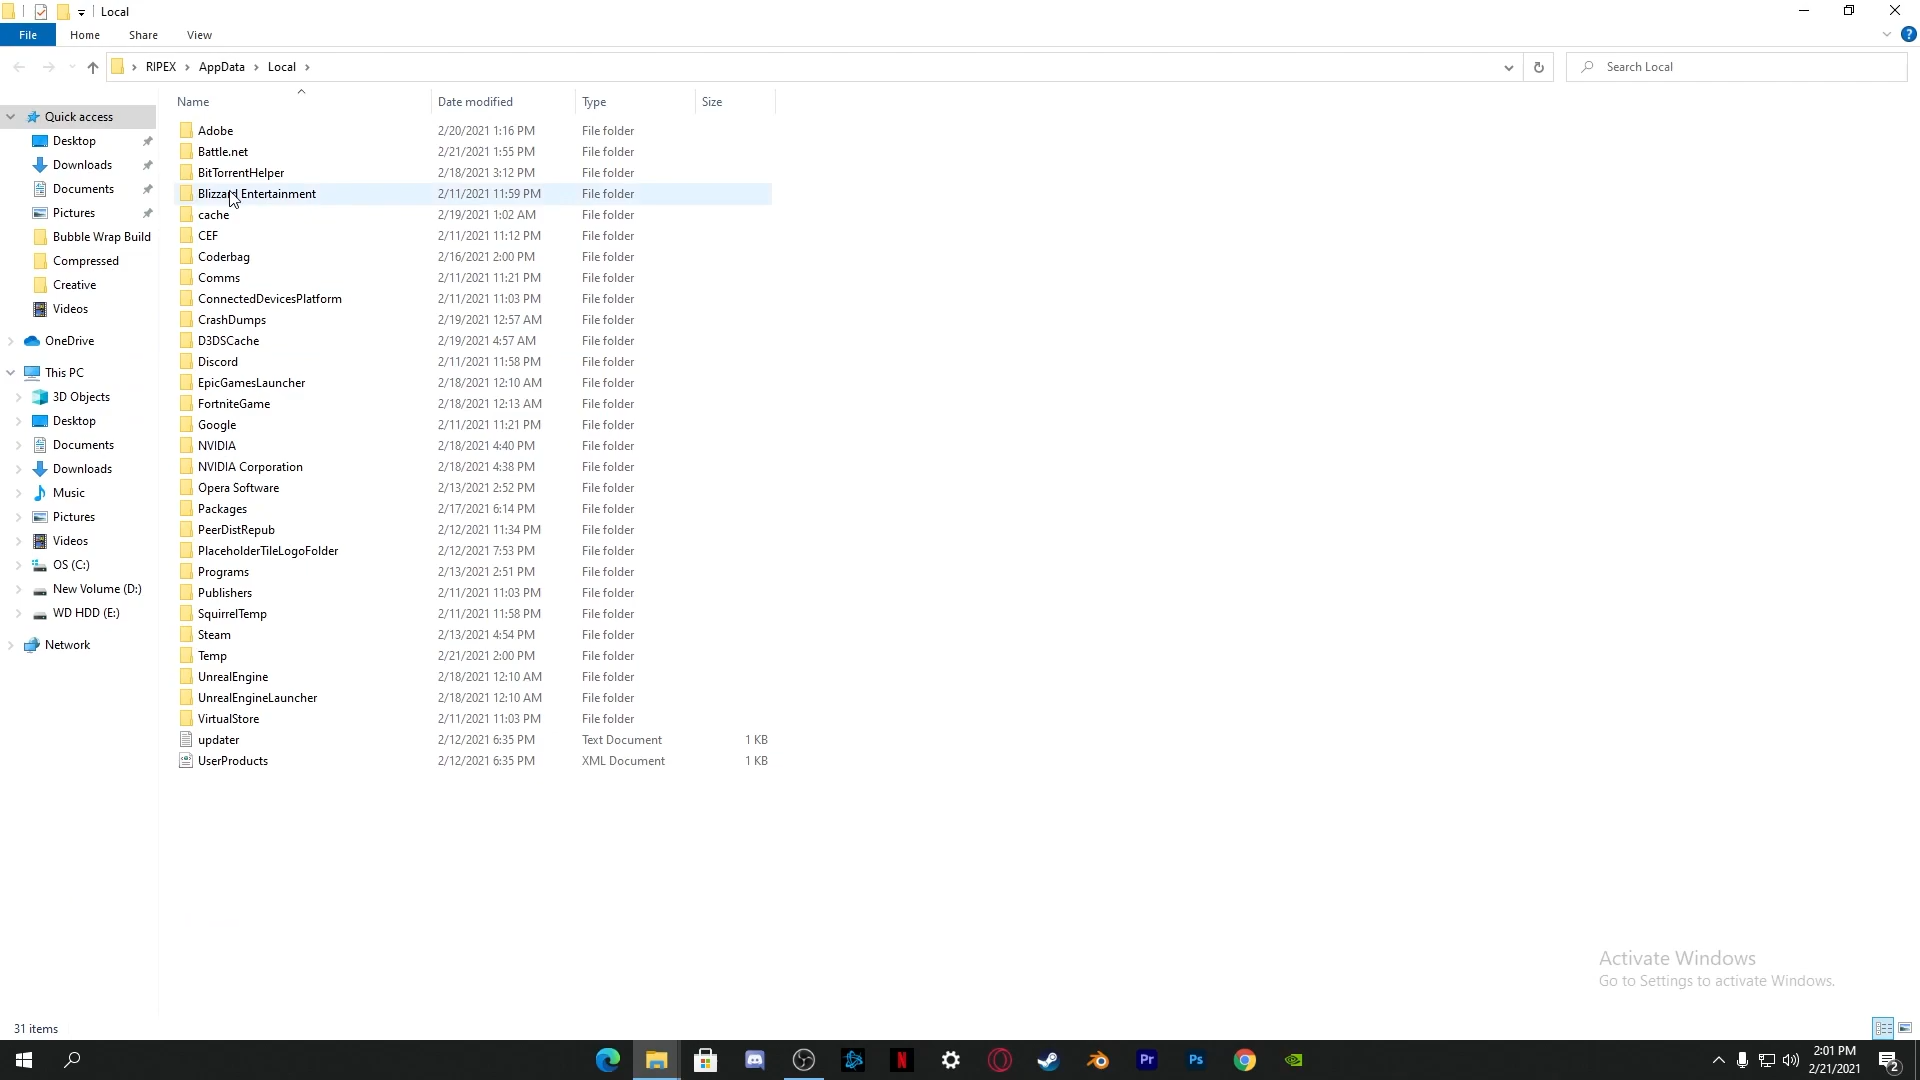 Local
File Home Share View
RIPEX AppData Local
Search Local
Name Date modified Type Size
Quick access
Desktop
Downloads
Documents
Pictures
Bubble Wrap Build
Compressed
Creative
Videos
OneDrive
This PC
3D Objects
Desktop
Documents
Downloads
Music
Pictures
Videos
OS (C:)
New Volume (D:)
WD HDD (E:)
Network
Adobe 2/20/2021 1:16 PM File folder
Battle.net 2/21/2021 1:55 PM File folder
BitTorrentHelper 2/18/2021 3:12 PM File folder
Blizzard Entertainment 2/11/2021 11:59 PM File folder
cache 2/19/2021 1:02 AM File folder
CEF 2/11/2021 11:12 PM File folder
Coderbag 2/16/2021 2:00 PM File folder
Comms 2/11/2021 11:21 PM File folder
ConnectedDevicesPlatform 2/11/2021 11:03 PM File folder
CrashDumps 2/19/2021 12:57 AM File folder
D3DSCache 2/19/2021 4:57 AM File folder
Discord 2/11/2021 11:58 PM File folder
EpicGamesLauncher 2/18/2021 12:10 AM File folder
FortniteGame 2/18/2021 12:13 AM File folder
Google 2/11/2021 11:21 PM File folder
NVIDIA 2/18/2021 4:40 PM File folder
NVIDIA Corporation 2/18/2021 4:38 PM File folder
Opera Software 2/13/2021 2:52 PM File folder
Packages 2/17/2021 6:14 PM File folder
PeerDistRepub 2/12/2021 11:34 PM File folder
PlaceholderTileLogoFolder 2/12/2021 7:53 PM File folder
Programs 2/13/2021 2:51 PM File folder
Publishers 2/11/2021 11:03 PM File folder
SquirrelTemp 2/11/2021 11:58 PM File folder
Steam 2/13/2021 4:54 PM File folder
Temp 2/21/2021 2:00 PM File folder
UnrealEngine 2/18/2021 12:10 AM File folder
UnrealEngineLauncher 2/18/2021 12:10 AM File folder
VirtualStore 2/11/2021 11:03 PM File folder
updater 2/12/2021 6:35 PM Text Document 1 KB
UserProducts 2/12/2021 6:35 PM XML Document 1 KB
Activate Windows
Go to Settings to activate Windows.
31 items
N
Pr
Ps
2:01 PM
2/21/2021
2